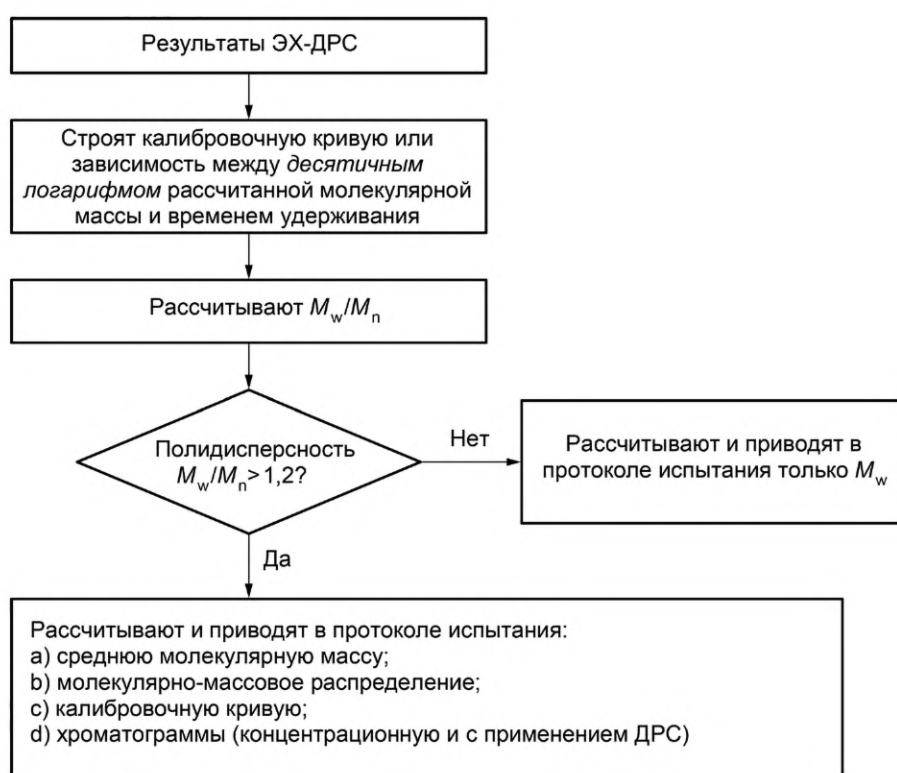 Результаты ЭХ-ДРС
Строят калибровочную кривую или
зависимость между десятичным
логарифмом рассчитанной молекулярной
массы и временем удерживания
Рассчитывают Mw/Mn
Полидисперсность
Mw/Mn>1,2?
Нет
Рассчитывают и приводят в
протоколе испытания только Mw
Да
Рассчитывают и приводят в протоколе испытания:
a) среднюю молекулярную массу;
b) молекулярно-массовое распределение;
c) калибровочную кривую;
d) хроматограммы (концентрационную и с применением ДРС)